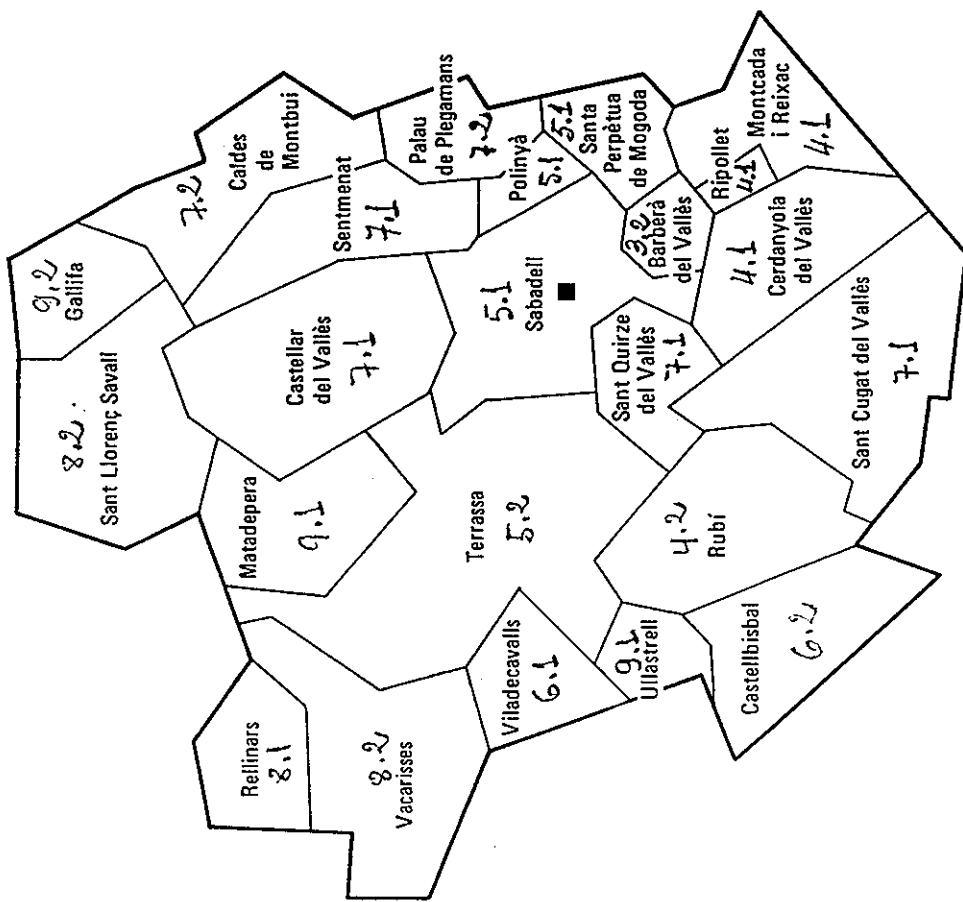 9.2
Gallifa
7.2
Caldes
de
Montbui
8.2
Sant Llorenç Savall
Castellar
del Vallès
7.1
Sentmenat
7.1
Palau
de Plegamans
7.2
Matadepera
9.1
Polinyà
5.1
5.1
Santa
Perpètua
de Mogoda
5.1
Sabadell
3,2
Barberà
del Vallès
Ripollet
4.1
Montcada
i Reixac
4.1
4.1
Cerdanyola
del Vallès
Sant Quirze
del Vallès
7.1
Terrassa
5.2
Rellinars
8.1
8.2
Vacarisses
Viladecavalls
6.1
9.1
Ullastrell
4.2
Rubí
Sant Cugat del Vallès
7.1
Castellbisbal
6.2